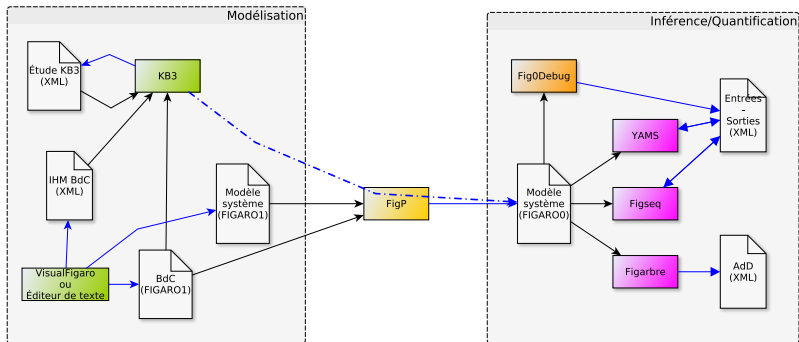 Modélisation
Étude KB3
(XML)
KB3
IHM BdC
(XML)
Modèle
système
(FIGARO1)
VisualFigaro
ou
Éditeur de texte
BdC
(FIGARO1)
FigP
Inférence/Quantification
Fig0Debug
Entrées
-
Sorties
(XML)
YAMS
Modèle
système
(FIGARO0)
Figseq
Figarbre
AdD
(XML)